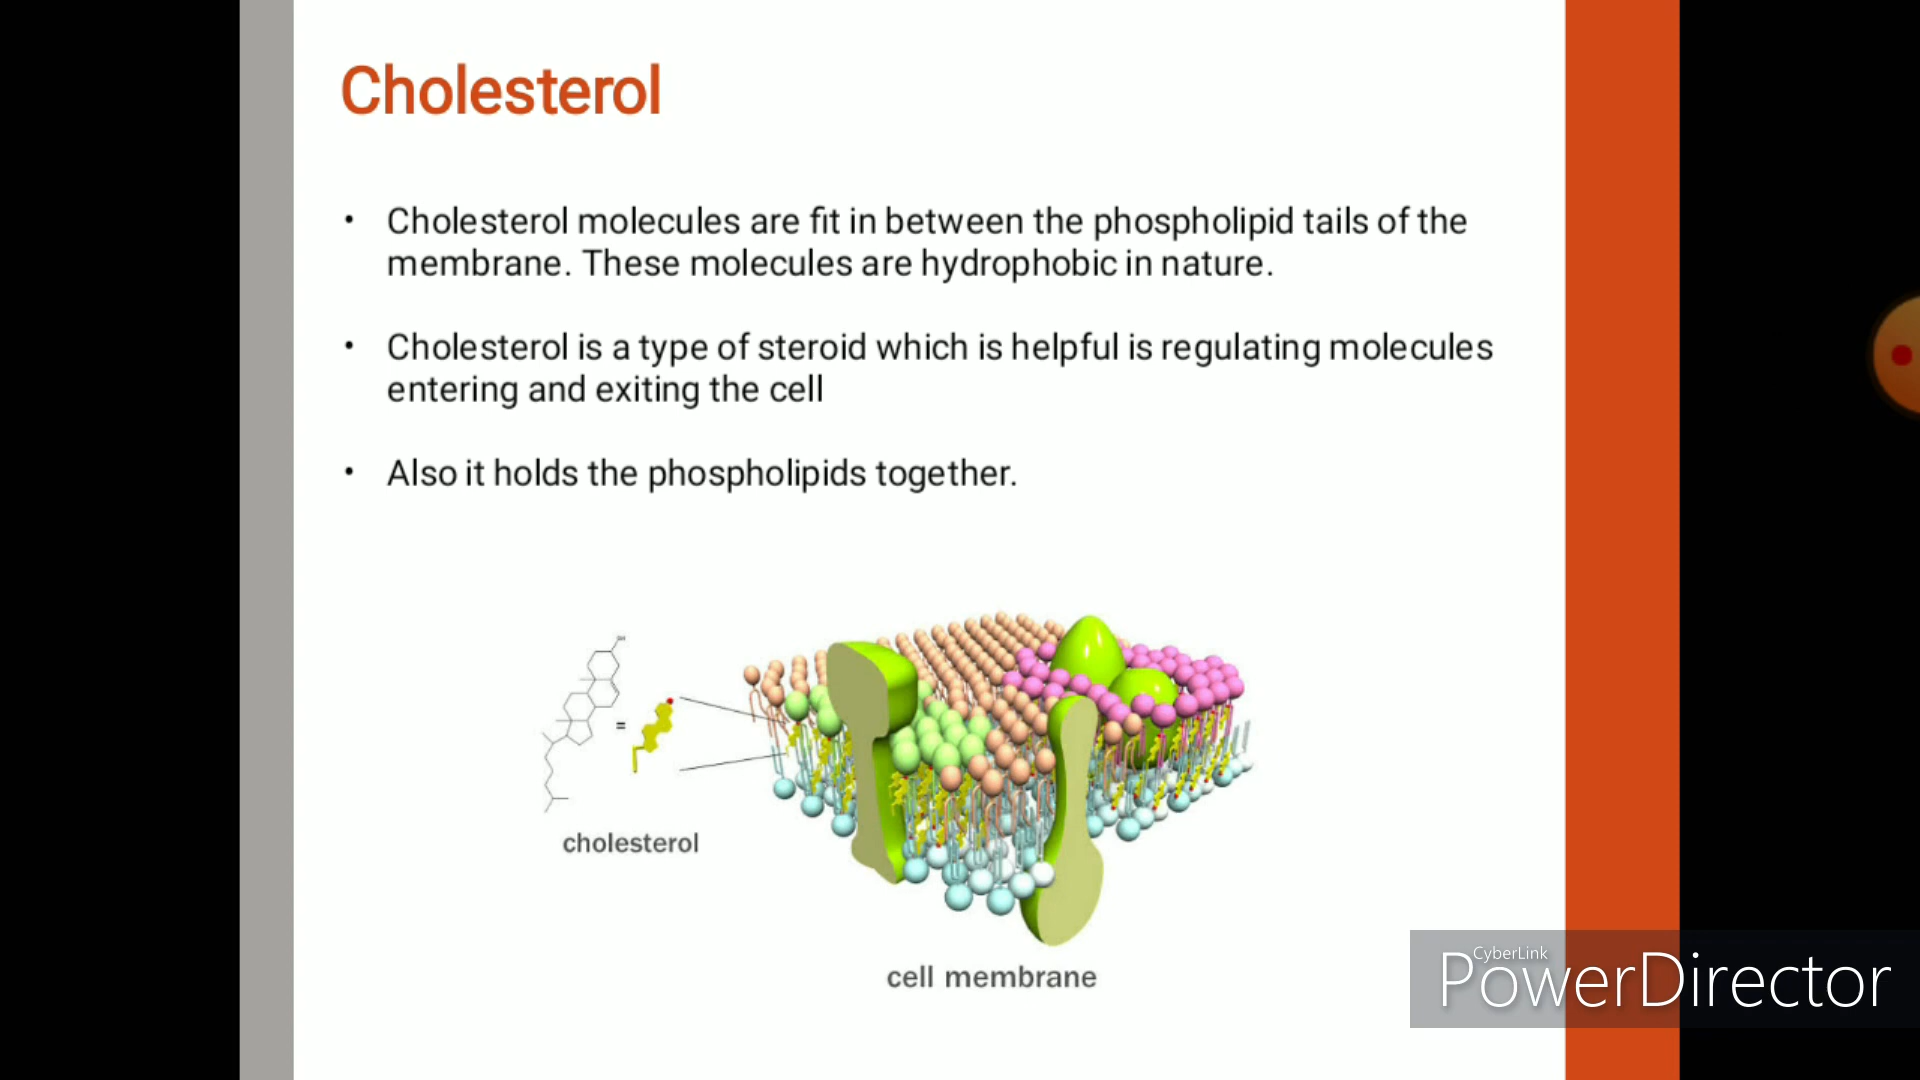 Cholesterol
• Cholesterol molecules are fit in between the phospholipid tails of the
membrane. These molecules are hydrophobic in nature.
• Cholesterol is a type of steroid which is helpful is regulating molecules
entering and exiting the cell
• Also it holds the phospholipids together.
=
cholesterol
cell membrane
CyberLink
PowerDirector